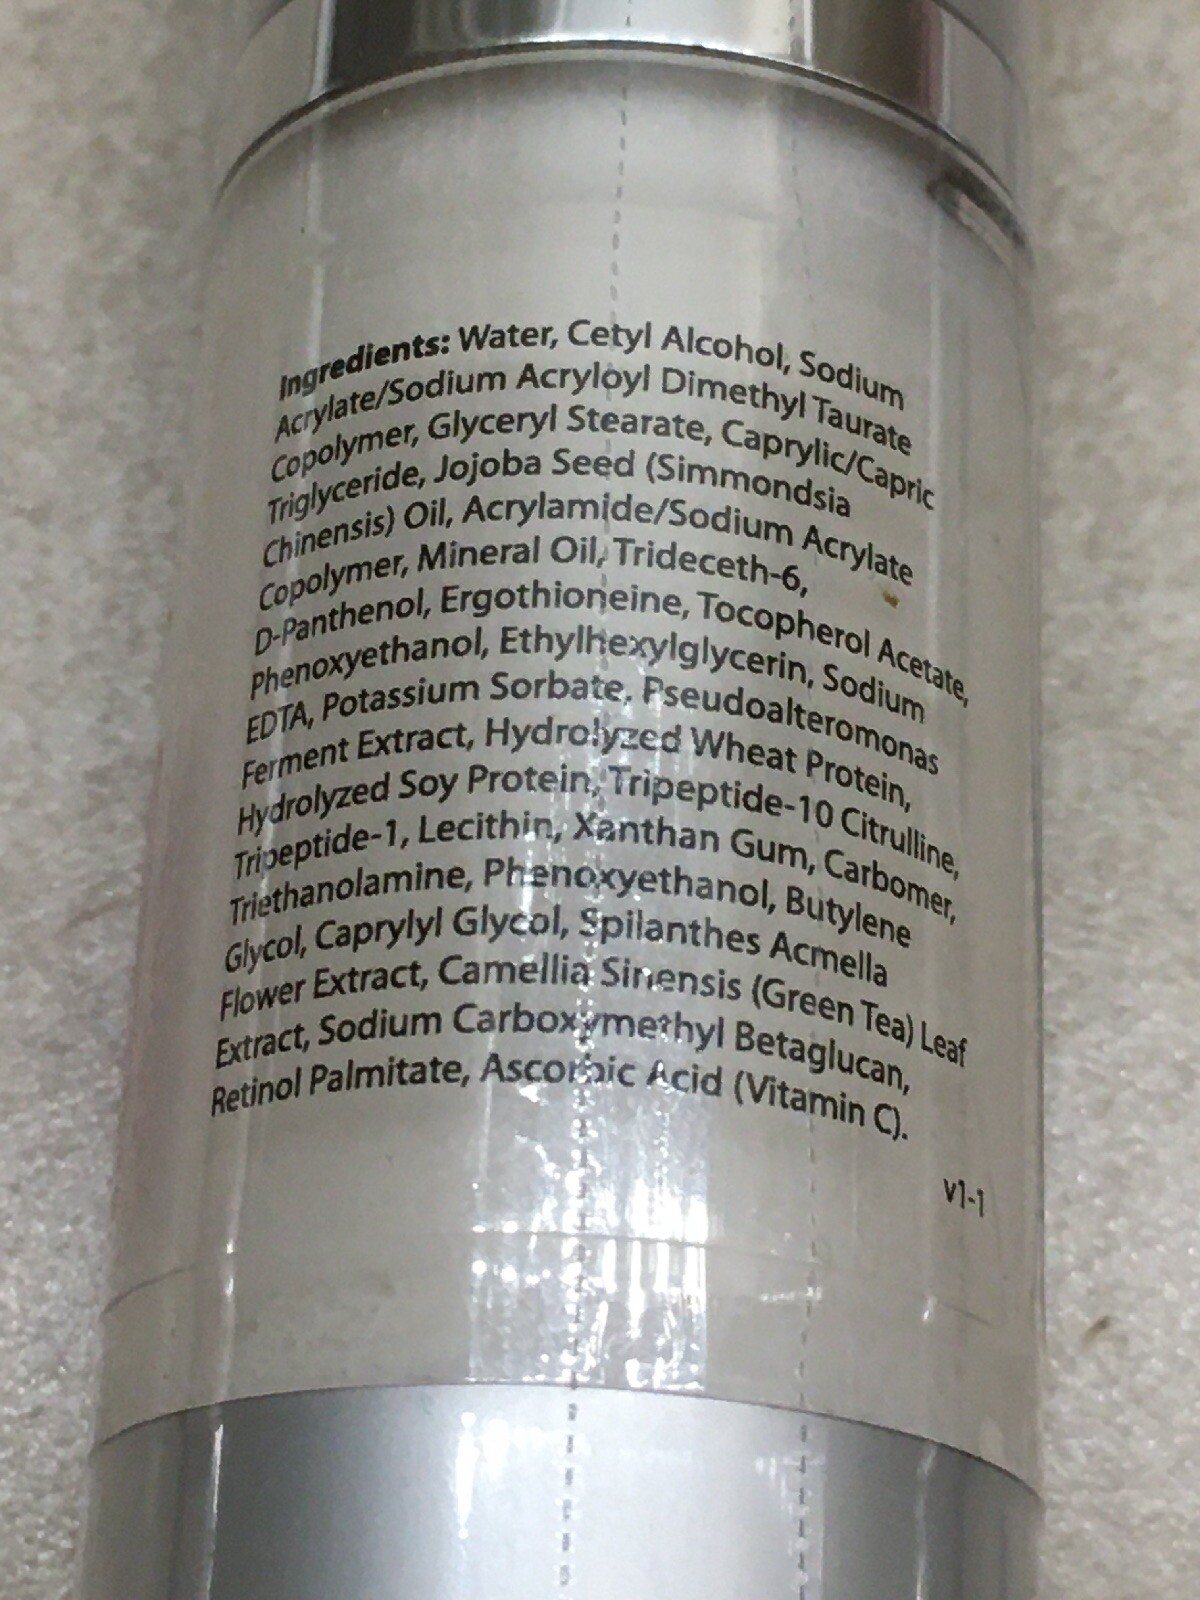 Ingredients: Water, Cetyl Alcohol, Sodium
Acrylate/Sodium Acryloyl Dimethyl Taurate
Copolymer, Glyceryl Stearate, Caprylic/Capric
Triglyceride, Jojoba Seed (Simmondsia
Chinensis) Oil, Acrylamide/Sodium Acrylate
Copolymer, Mineral Oil, Trideceth-6,
D-Panthenol, Ergothioneine, Tocopherol Acetate,
Phenoxyethanol, Ethylhexylglycerin, Sodium
EDTA, Potassium Sorbate, Pseudoalteromonas
Ferment Extract, Hydrolyzed Wheat Protein,
Hydrolyzed Soy Protein, Tripeptide-10 Citrulline,
Tripeptide-1, Lecithin, Xanthan Gum, Carbomer,
Triethanolamine, Phenoxyethanol, Butylene
Glycol, Caprylyl Glycol, Spilanthes Acmella
Flower Extract, Camellia Sinensis (Green Tea) Leaf
Extract, Sodium Carboxymethyl Betaglucan,
Retinol Palmitate, Ascorbic Acid (Vitamin C).
v1-1